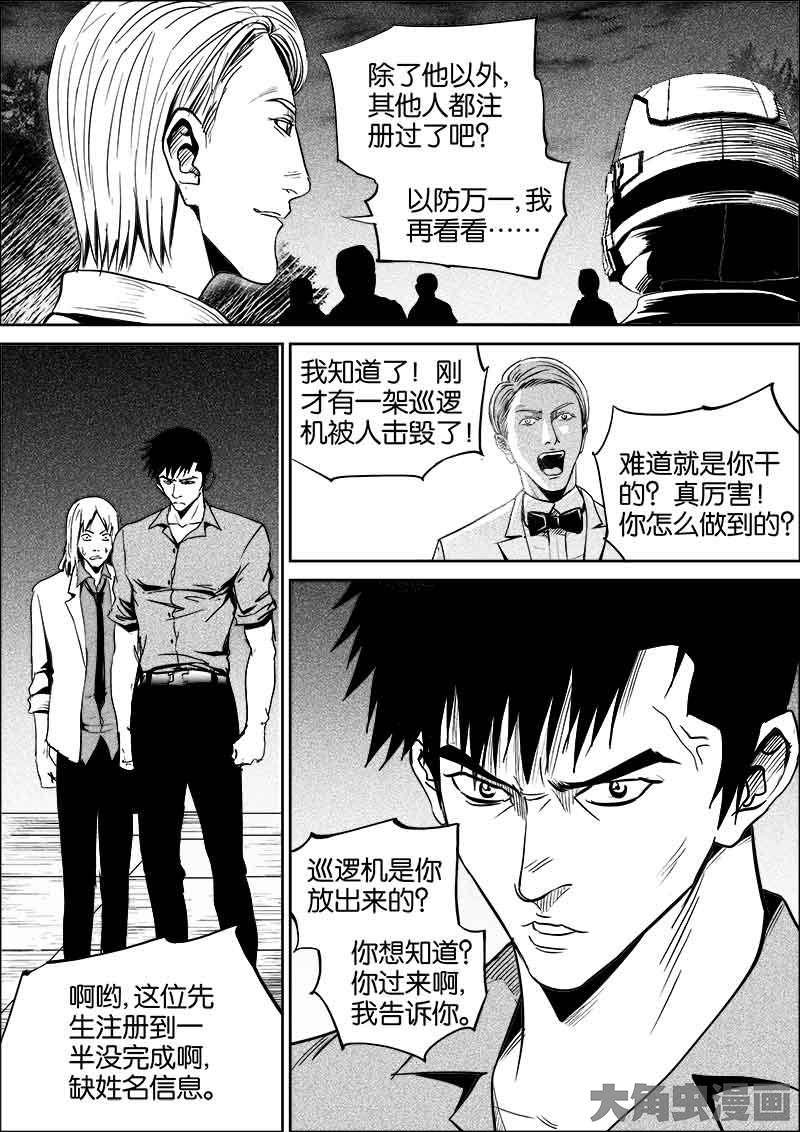 除了他以外,
其他人都注
册过了吧?
以防万一,我
再看看……
啊哟,这位先
生注册到一
半没完成啊,
缺姓名信息。
我知道了!刚
才有一架巡逻
机被人击毁了!
难道就是你干
的?真厉害!
你怎么做到的?
巡逻机是你
放出来的?
你想知道?
你过来啊,
我告诉你。
大角虫漫画